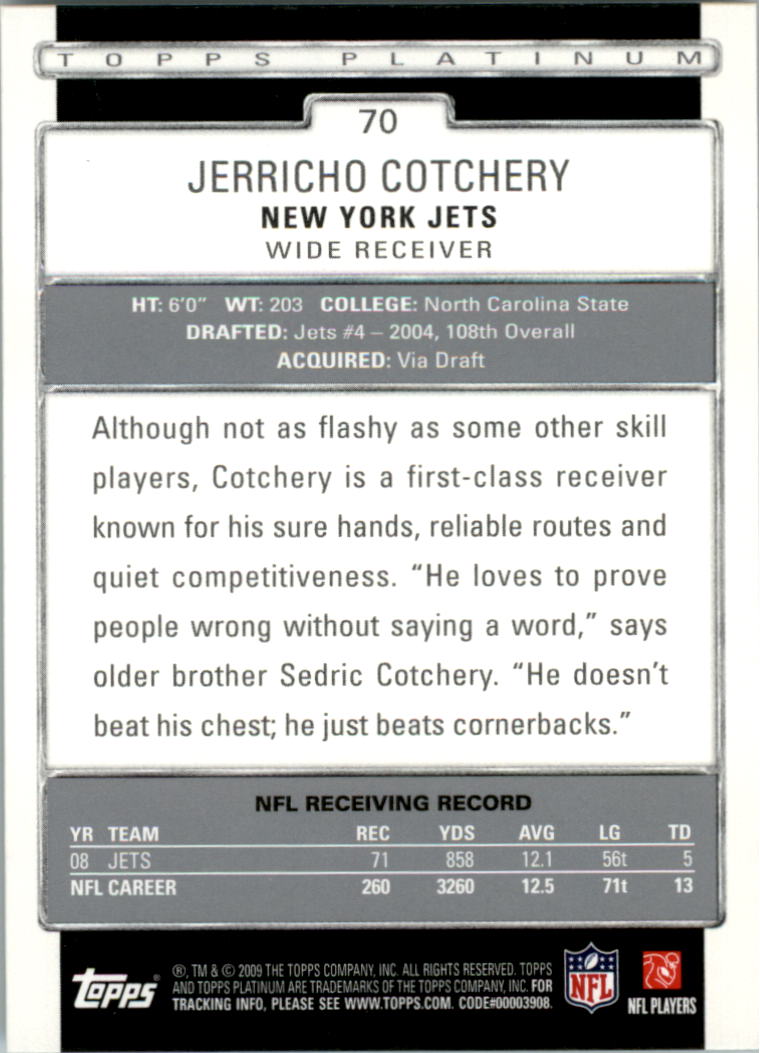 TOPPS PLATINUM
70
JERRICHO COTCHERY
NEW YORK JETS
WIDE RECEIVER
HT: 6'0" WT: 203 COLLEGE: North Carolina State
DRAFTED: Jets #4 – 2004, 108th Overall
ACQUIRED: Via Draft
Although not as flashy as some other skill
players, Cotchery is a first-class receiver
known for his sure hands, reliable routes and
quiet competitiveness. “He loves to prove
people wrong without saying a word,” says
older brother Sedric Cotchery. “He doesn’t
beat his chest; he just beats cornerbacks.”
NFL RECEIVING RECORD
YR TEAM REC YDS AVG LG TD
08 JETS 71 858 12.1 56t 5
NFL CAREER 260 3260 12.5 71t 13
Topps ®
®, TM & © 2009 THE TOPPS COMPANY, INC. ALL RIGHTS RESERVED. TOPPS
AND TOPPS PLATINUM ARE TRADEMARKS OF THE TOPPS COMPANY, INC. FOR
TRACKING INFO, PLEASE SEE WWW.TOPPS.COM. CODE#00003908.
NFL
NFL PLAYERS